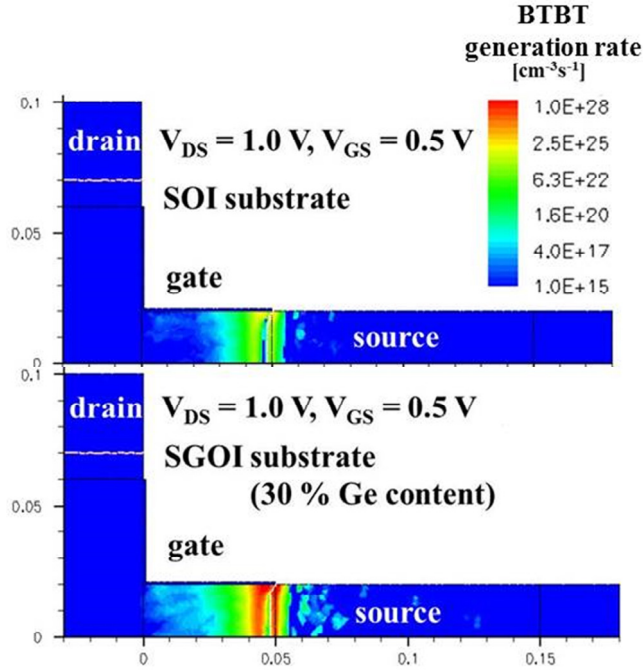 BTBT
generation rate
[cm⁻³s⁻¹]
0.1
drain
V_DS = 1.0 V, V_GS = 0.5 V
1.0E+28
2.5E+25
6.3E+22
1.6E+20
4.0E+17
1.0E+15
SOI substrate
0.05
gate
source
0
0.1
drain
V_DS = 1.0 V, V_GS = 0.5 V
SGOI substrate
(30 % Ge content)
0.05
gate
source
0
0 0.05 0.1 0.15